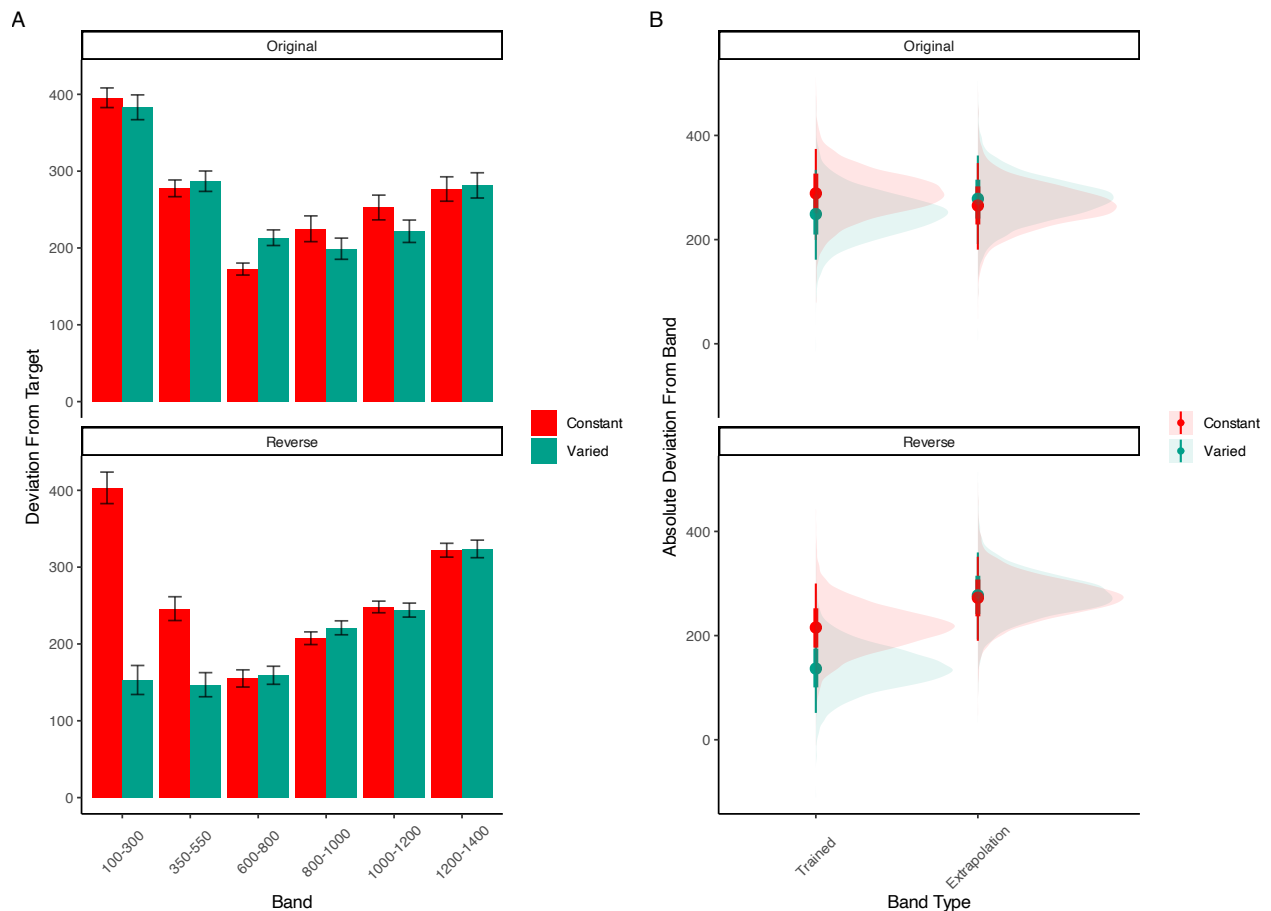 A
Original
400
300
200
100
0
Deviation From Target
Reverse
400
300
200
100
0
100-300
350-550
600-800
800-1000
1000-1200
1200-1400
Band
Constant
Varied
B
Original
400
200
0
Absolute Deviation From Band
Reverse
400
200
0
Trained
Extrapolation
Band Type
Constant
Varied